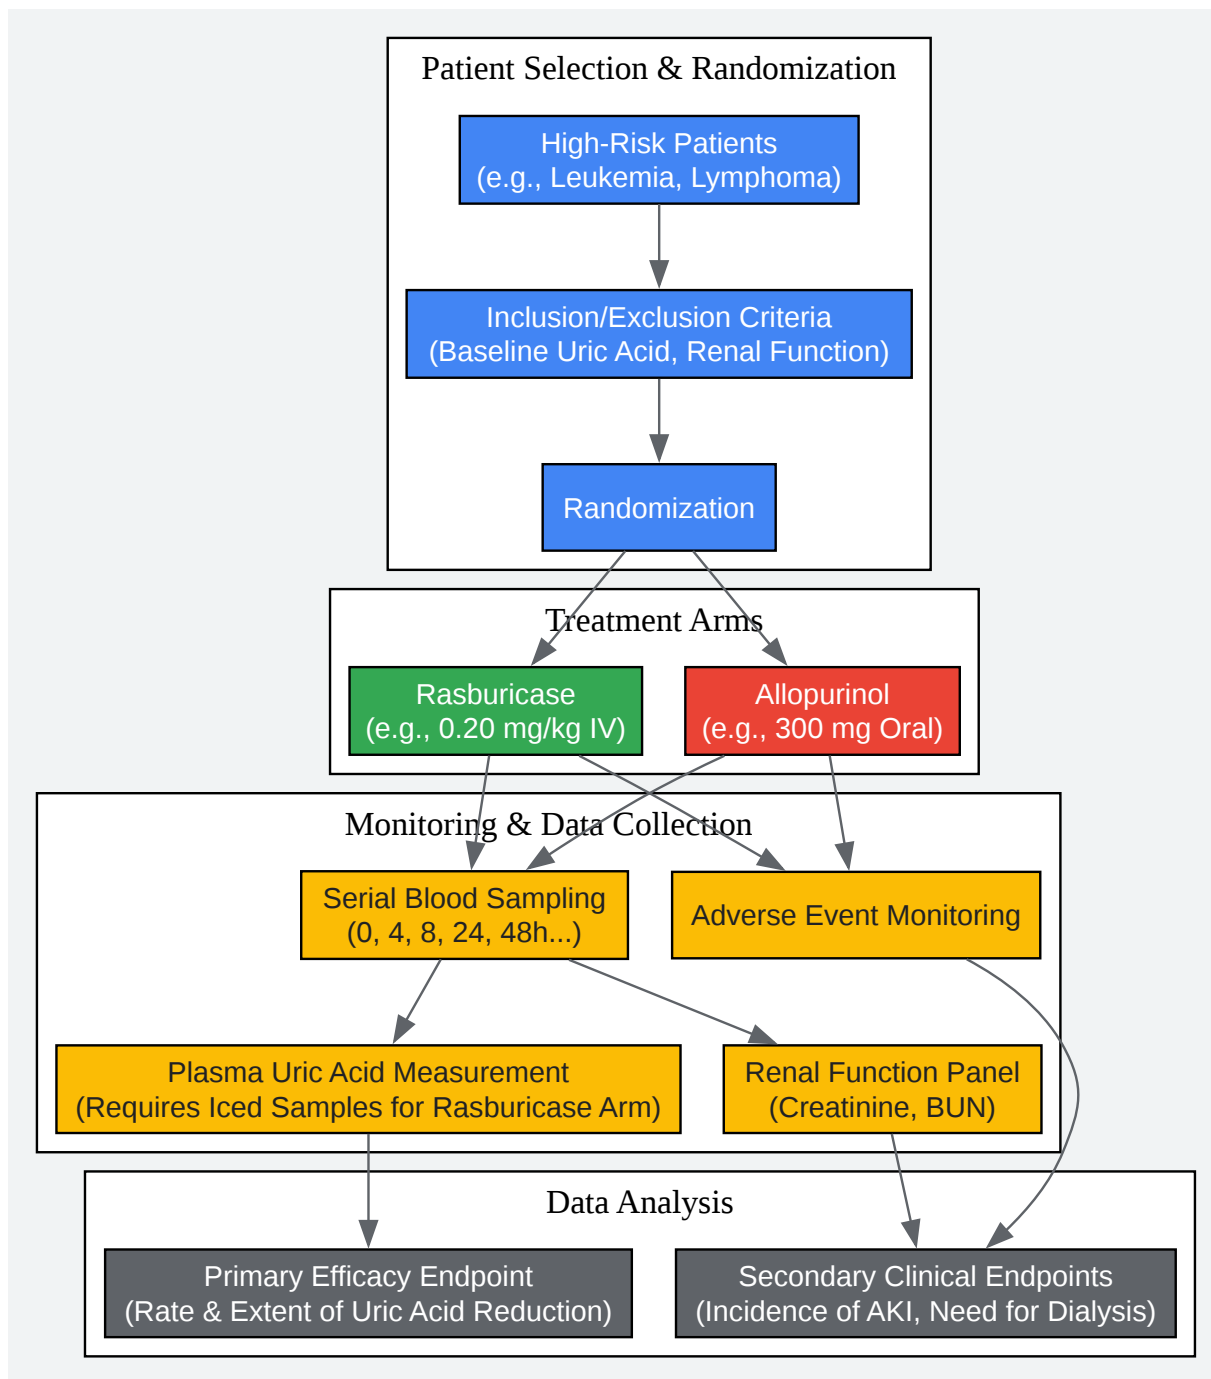 Patient Selection & Randomization
High-Risk Patients
(e.g., Leukemia, Lymphoma)
Inclusion/Exclusion Criteria
(Baseline Uric Acid, Renal Function)
Randomization
Treatment Arms
Rasburicase
(e.g., 0.20 mg/kg IV)
Allopurinol
(e.g., 300 mg Oral)
Monitoring & Data Collection
Serial Blood Sampling
(0, 4, 8, 24, 48h...)
Adverse Event Monitoring
Plasma Uric Acid Measurement
(Requires Iced Samples for Rasburicase Arm)
Renal Function Panel
(Creatinine, BUN)
Data Analysis
Primary Efficacy Endpoint
(Rate & Extent of Uric Acid Reduction)
Secondary Clinical Endpoints
(Incidence of AKI, Need for Dialysis)